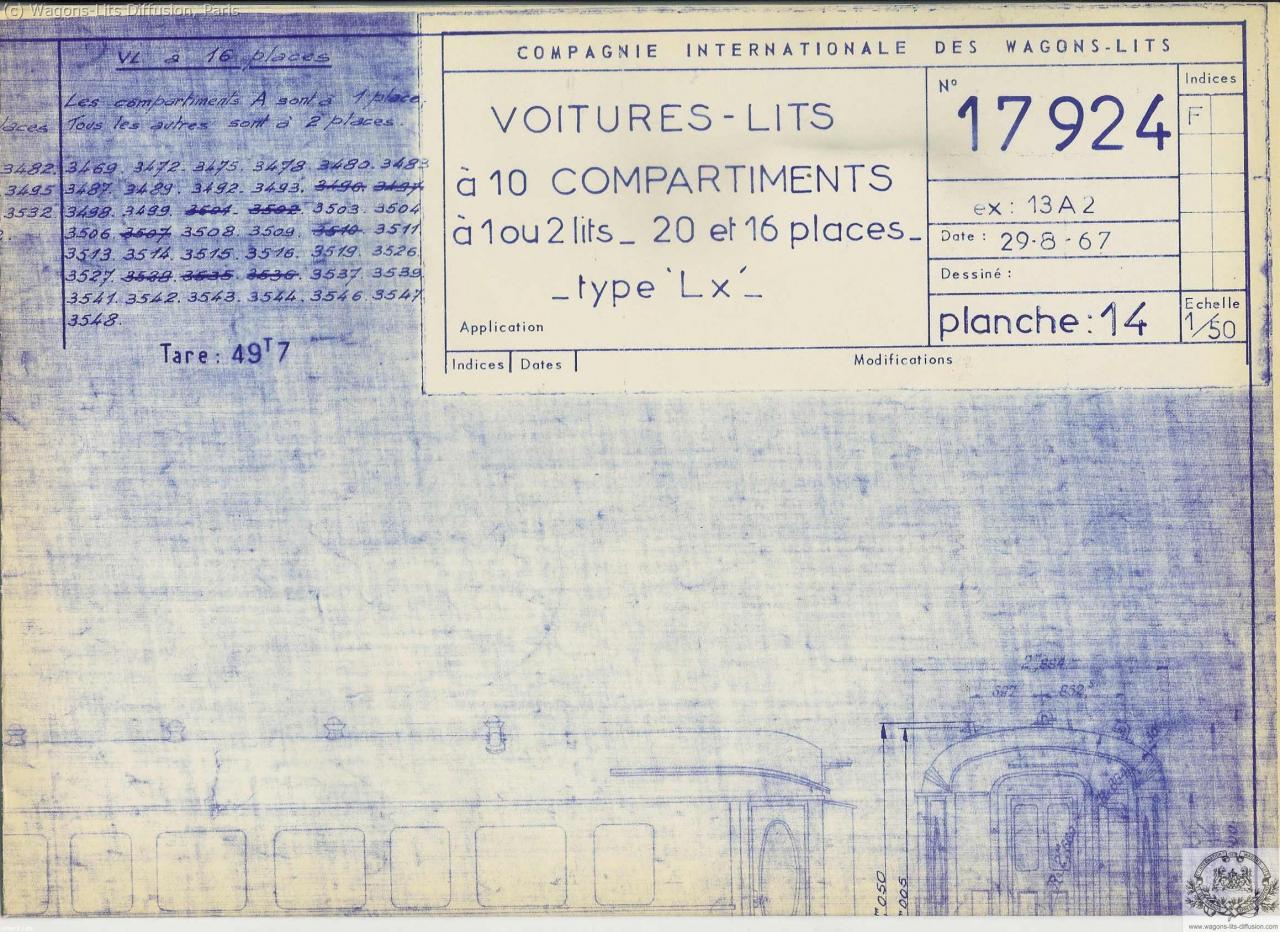 (c) Wagons-Lits Diffusion, Paris
VL a 16 places
Les compartiments A sont à 1 place,
places Tous les autres sont à 2 places.
3482. 3469. 3472. 3475. 3478. 3480. 3483
3495 3487. 3489. 3492. 3493. 3496. 3497.
3532 3498. 3499. 3501. 3502. 3503. 3504
3506. 3507 3508. 3509. 3510. 3511
3513. 3514. 3515. 3516. 3519. 3526.
3527. 3535. 3536. 3537. 3539.
3541. 3542. 3543. 3544. 3546. 3547.
3548.
Tare : 49T7
COMPAGNIE INTERNATIONALE DES WAGONS-LITS
VOITURES-LITS
à 10 COMPARTIMENTS
à 1 ou 2 lits_ 20 et 16 places_
_type 'Lx'_
Application
Indices Dates Modifications
N° 17924
ex : 13A2
Date : 29-8-67
Dessiné :
planche : 14
Indices
F
Echelle
1/50
2m854
www.wagons-lits-diffusion.com